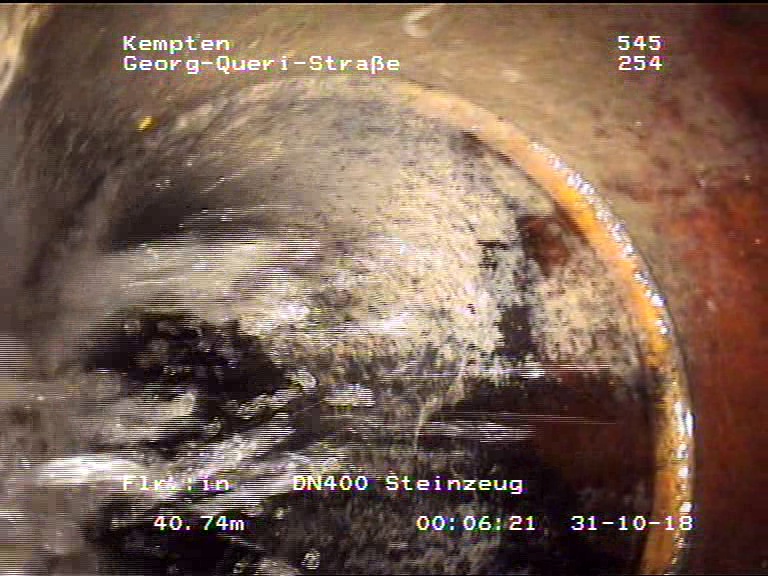 Kempten 545
Georg-Queri-Straße 254
DN400 Steinzeug
40.74m 00:06:21 31-10-18